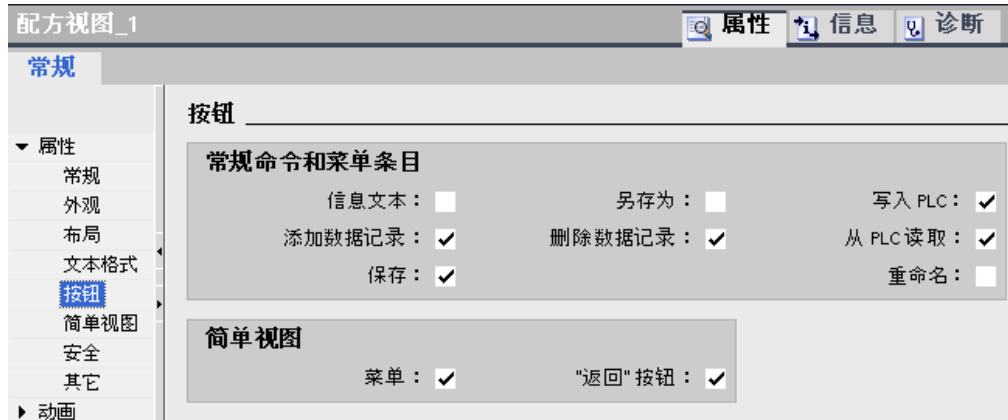 配方视图_1 属性 信息 诊断
常规
按钮
属性
常规命令和菜单条目
常规
信息文本： 另存为： 写入 PLC：
外观
布局
添加数据记录： 删除数据记录： 从 PLC 读取：
文本格式
保存： 重命名：
按钮
简单视图
简单视图
安全
其它
菜单： "返回" 按钮：
动画